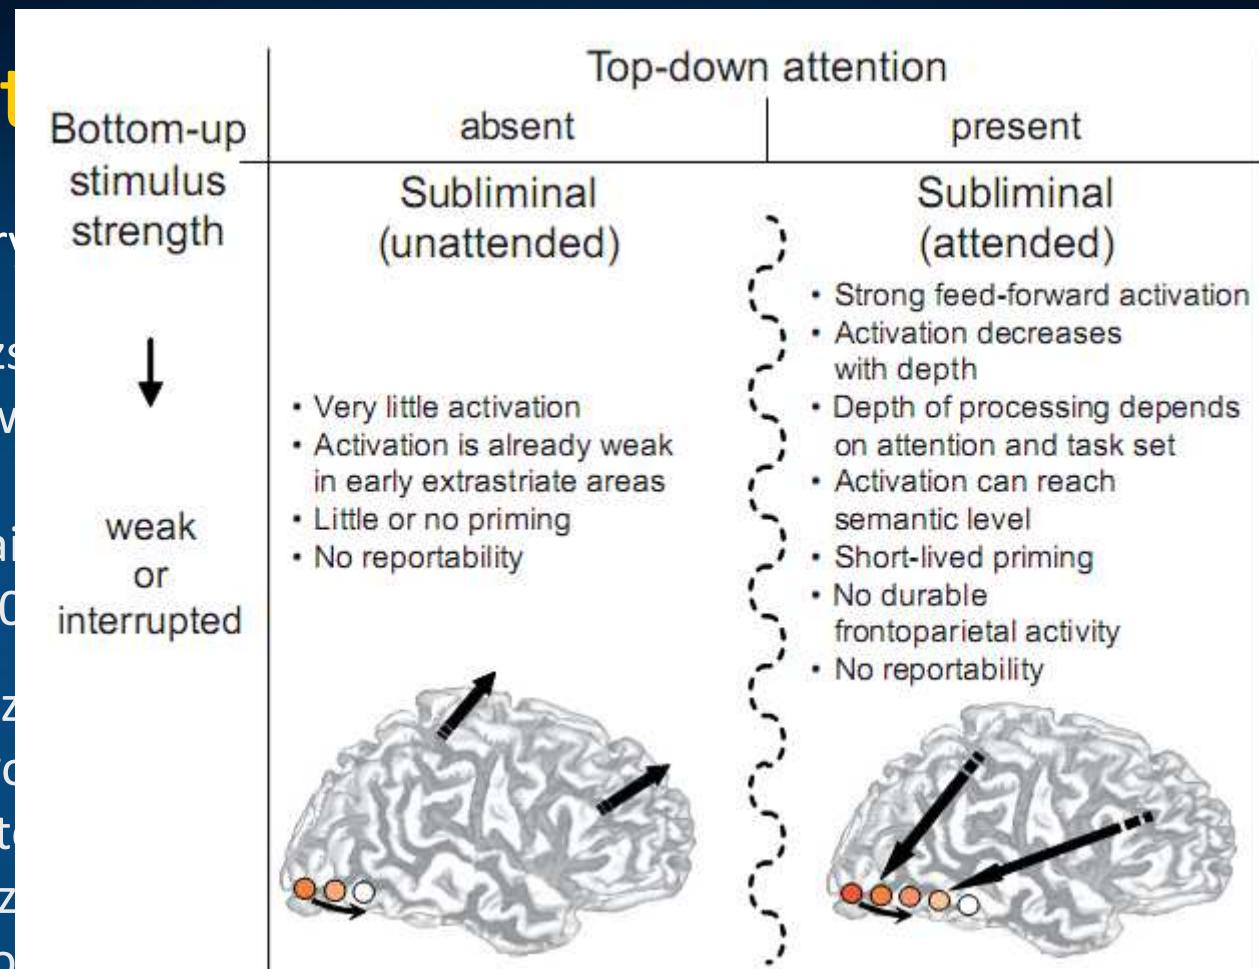 Top-down attention
Bottom-up
stimulus
strength
absent
present
Subliminal
(unattended)
Subliminal
(attended)
weak
or
interrupted
• Very little activation
• Activation is already weak
in early extrastriate areas
• Little or no priming
• No reportability
• Strong feed-forward activation
• Activation decreases
with depth
• Depth of processing depends
on attention and task set
• Activation can reach
semantic level
• Short-lived priming
• No durable
frontoparietal activity
• No reportability